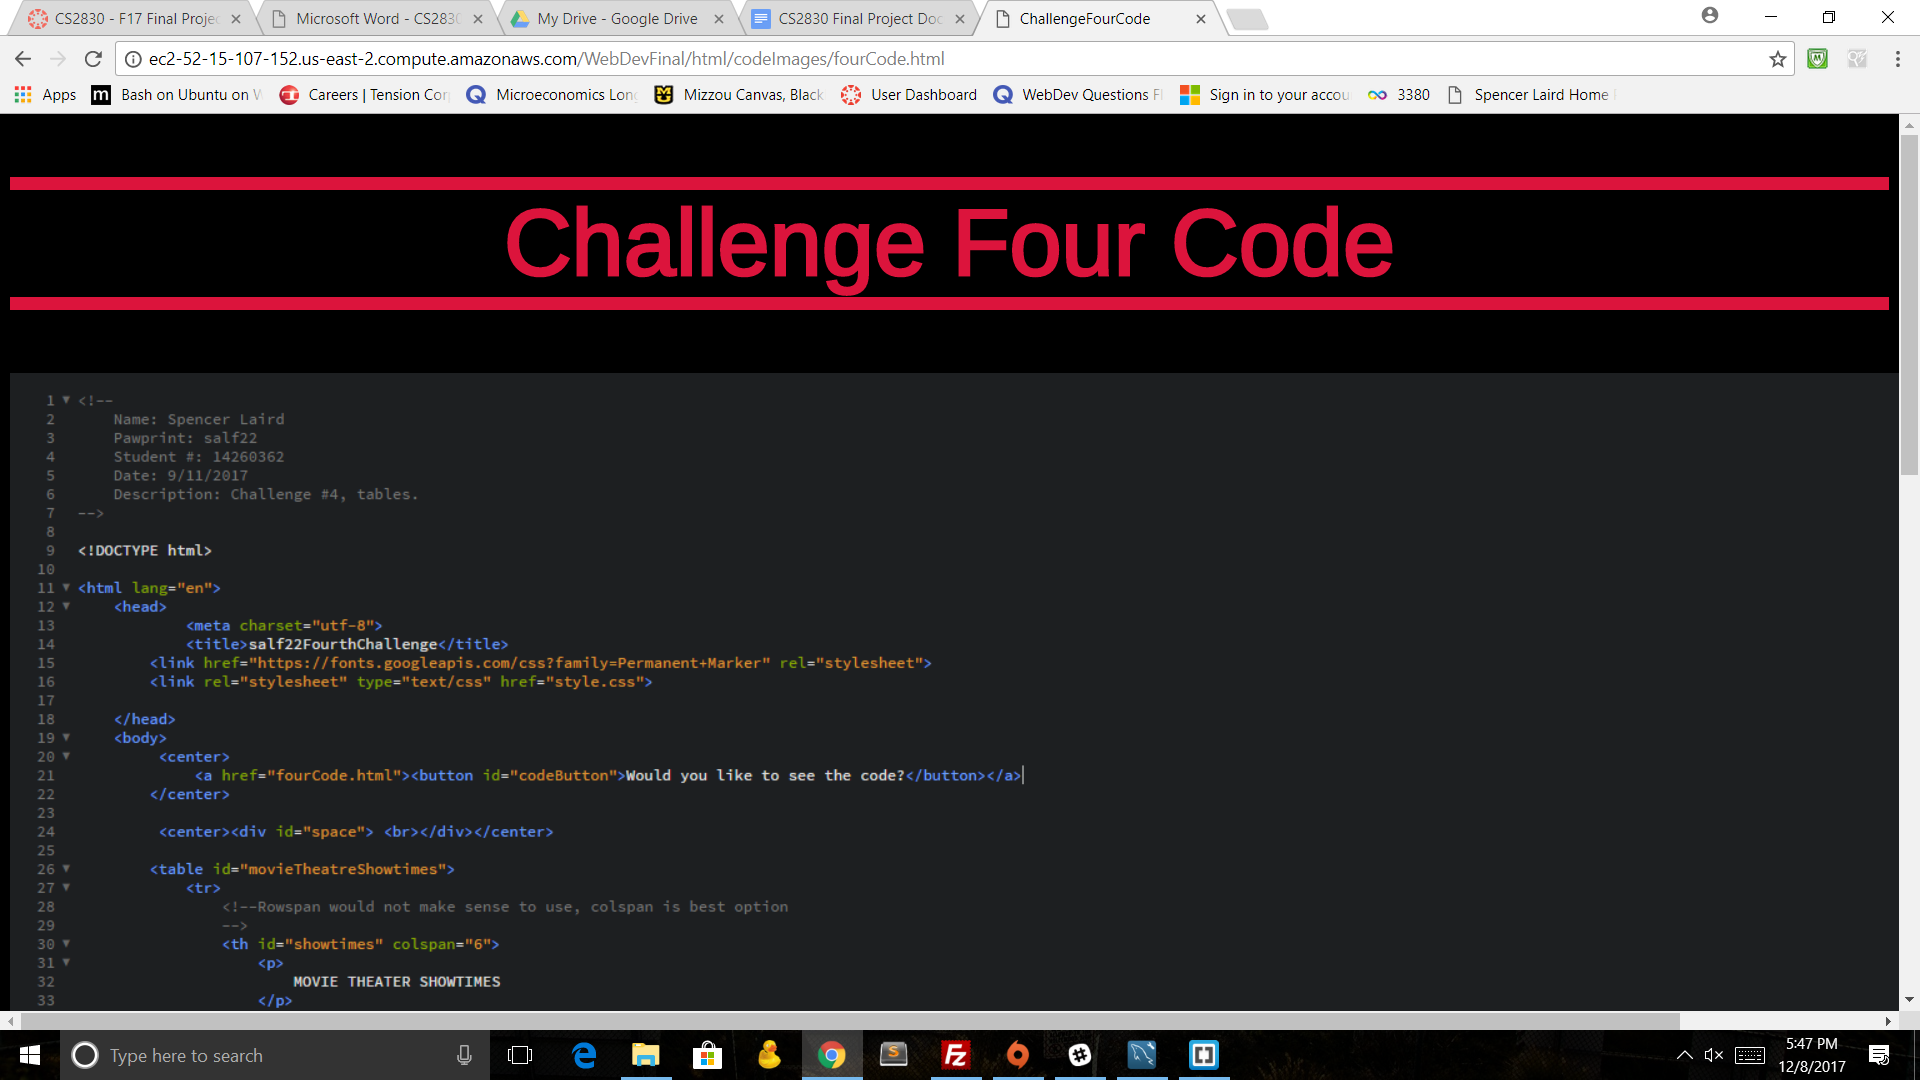 CS2830 - F17 Final Projec
Microsoft Word - CS2830
My Drive - Google Drive
CS2830 Final Project Doc
ChallengeFourCode
ec2-52-15-107-152.us-east-2.compute.amazonaws.com/WebDevFinal/html/codeImages/fourCode.html
Apps
m
Bash on Ubuntu on W
Careers | Tension Cor
Microeconomics Long
Mizzou Canvas, Black
User Dashboard
WebDev Questions Fl
Sign in to your accou
3380
Spencer Laird Home
Challenge Four Code
1 <!--
2 Name: Spencer Laird
3 Pawprint: salf22
4 Student #: 14260362
5 Date: 9/11/2017
6 Description: Challenge #4, tables.
7 -->
8
9 <!DOCTYPE html>
10
11 <html lang="en">
12 <head>
13 <meta charset="utf-8">
14 <title>salf22FourthChallenge</title>
15 <link href="https://fonts.googleapis.com/css?family=Permanent+Marker" rel="stylesheet">
16 <link rel="stylesheet" type="text/css" href="style.css">
17
18 </head>
19 <body>
20 <center>
21 <a href="fourCode.html"><button id="codeButton">Would you like to see the code?</button></a>
22 </center>
23
24 <center><div id="space"> <br></div></center>
25
26 <table id="movieTheatreShowtimes">
27 <tr>
28 <!--Rowspan would not make sense to use, colspan is best option
29 -->
30 <th id="showtimes" colspan="6">
31 <p>
32 MOVIE THEATER SHOWTIMES
33 </p>
Type here to search
5:47 PM
12/8/2017